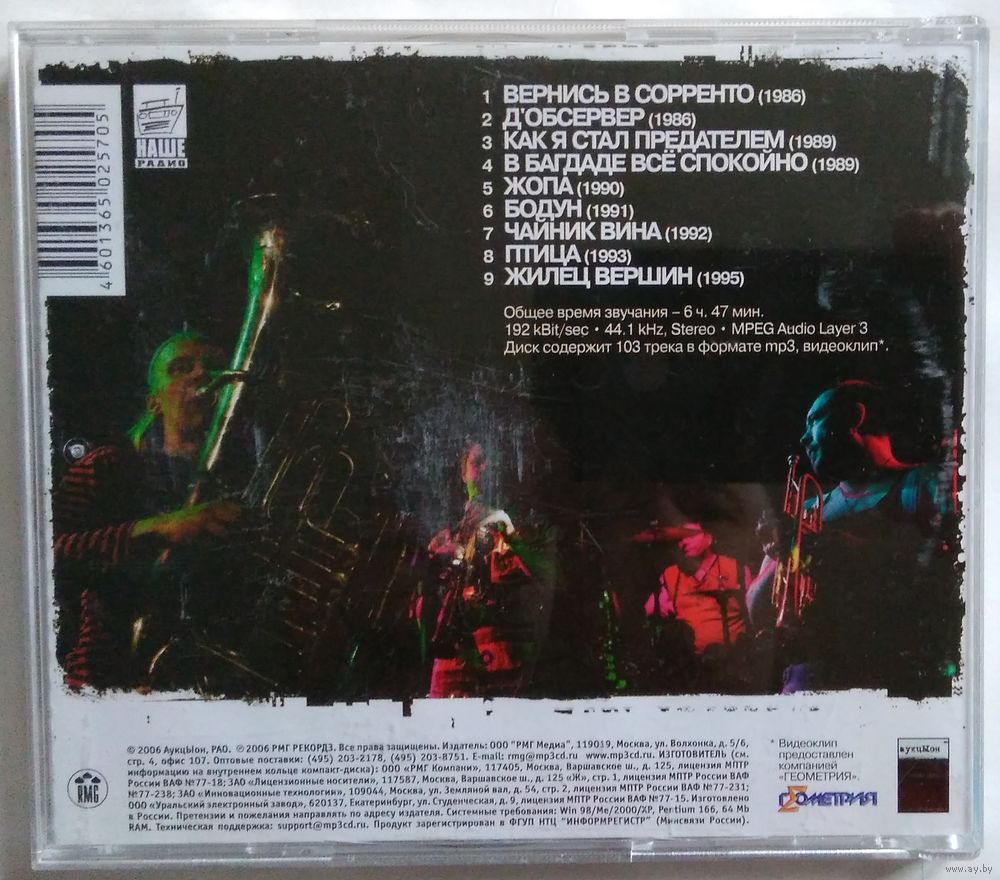 4601365025705
НАШЕ
РАДИО
1 ВЕРНИСЬ В СОРРЕНТО (1986)
2 Д'ОБСЕРВЕР (1986)
3 КАК Я СТАЛ ПРЕДАТЕЛЕМ (1989)
4 В БАГДАДЕ ВСЁ СПОКОЙНО (1989)
5 ЖОПА (1990)
6 БОДУН (1991)
7 ЧАЙНИК ВИНА (1992)
8 ПТИЦА (1993)
9 ЖИЛЕЦ ВЕРШИН (1995)
Общее время звучания – 6 ч. 47 мин.
192 kBit/sec • 44.1 kHz, Stereo • MPEG Audio Layer 3
Диск содержит 103 трека в формате mp3, видеоклип*.
RMG
© 2006 АукцЫон, РАО. ℗ 2006 РМГ РЕКОРДЗ. Все права защищены. Издатель: ООО "РМГ Медиа", 119019, Москва, ул. Волхонка, д. 5/6,
стр. 4, офис 107. Оптовые поставки: (495) 203-2178, (495) 203-8751. E-mail: rmg@mp3cd.ru www.mp3cd.ru. ИЗГОТОВИТЕЛЬ (см.
информацию на внутреннем кольце компакт-диска): ООО «РМГ Компани», 117405, Москва, Варшавское ш., д. 125, лицензия МПТР
России ВАФ №77-18; ЗАО «Лицензионные носители», 117587, Москва, Варшавское ш., д. 125 «Ж», стр. 1, лицензия МПТР России ВАФ
№77-238; ЗАО «Инновационные технологии», 109044, Москва, ул. Земляной вал, д. 54, стр. 2, лицензия МПТР России ВАФ №77-231;
ООО «Уральский электронный завод», 620137, Екатеринбург, ул. Студенческая, д. 9, лицензия МПТР России ВАФ №77-15. Изготовлено
в России. Претензии и пожелания направлять по адресу издателя. Системные требования: Win 98/Me/2000/XP, Pentium 166, 64 Mb
RAM. Техническая поддержка: support@mp3cd.ru. Продукт зарегистрирован в ФГУП НТЦ "ИНФОРМРЕГИСТР" (Минсвязи России).
* Видеоклип
предоставлен
компанией
«ГЕОМЕТРИЯ».
ГЕОМЕТРИЯ
аукцЫон
www.ay.by